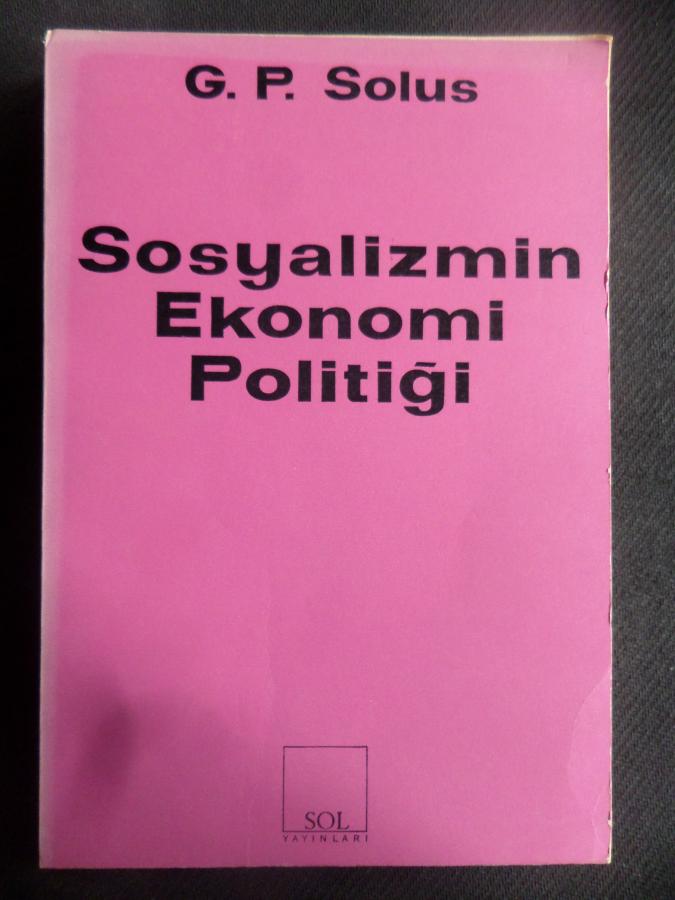 G. P. Solus
Sosyalizmin
Ekonomi
Politiği
SOL
YAYINLARI